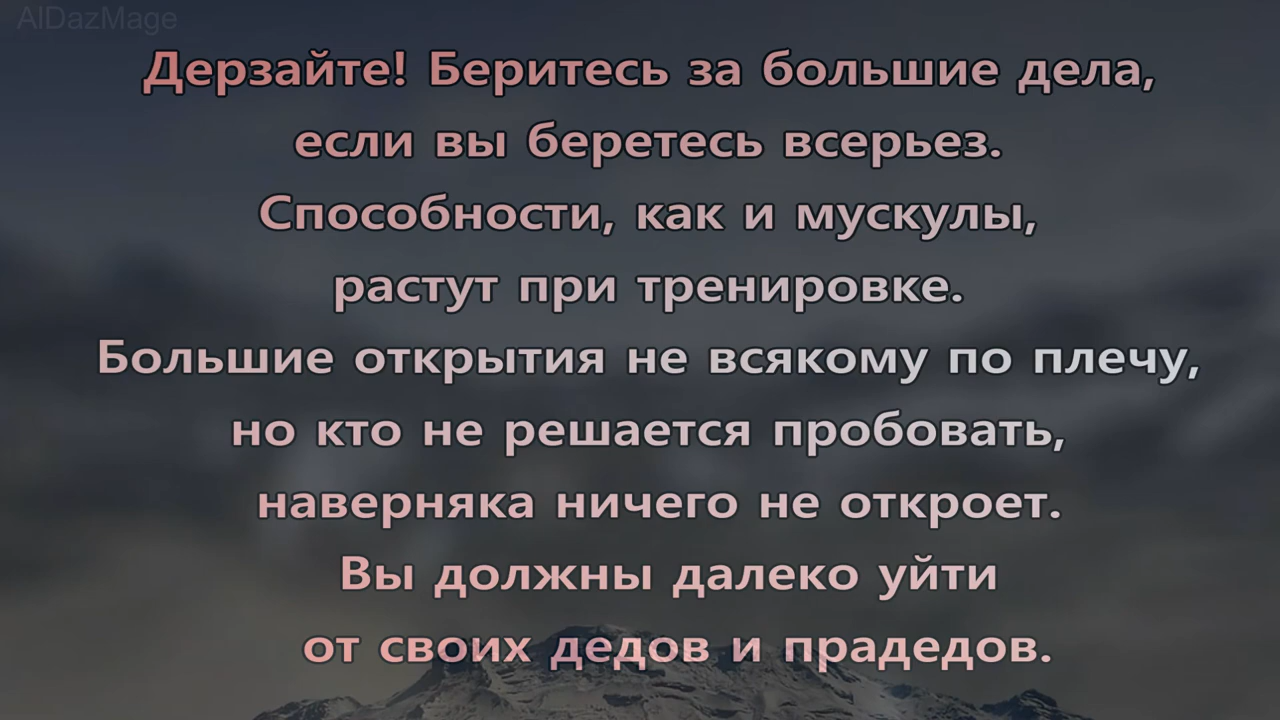 AlDazMage
Дерзайте! Беритесь за большие дела,
если вы беретесь всерьез.
Способности, как и мускулы,
растут при тренировке.
Большие открытия не всякому по плечу,
но кто не решается пробовать,
наверняка ничего не откроет.
Вы должны далеко уйти
от своих дедов и прадедов.